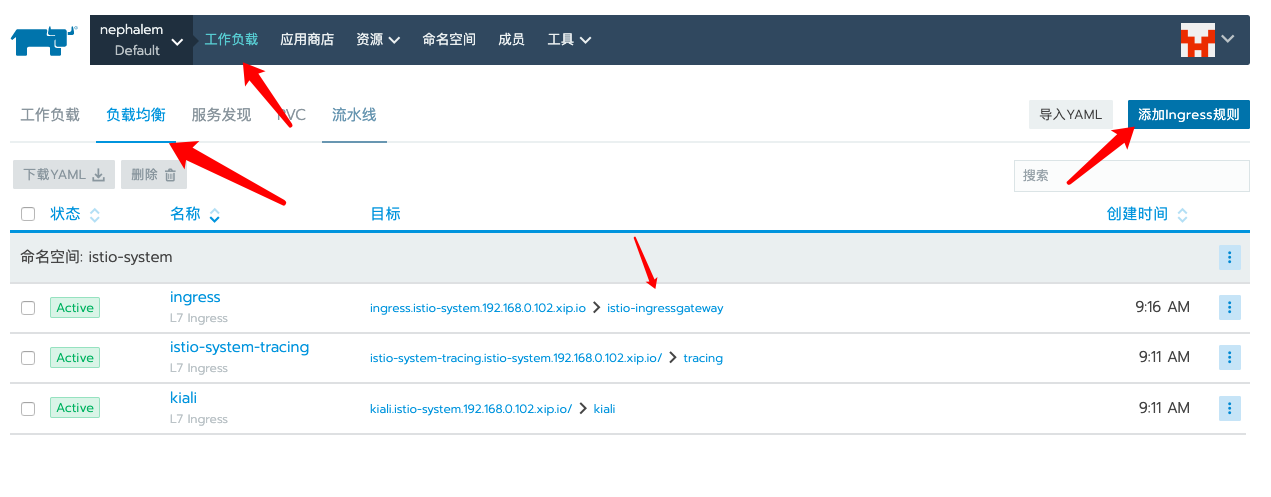 nephalem
Default
工作负载 应用商店 资源 命名空间 成员 工具
工作负载 负载均衡 服务发现 PVC 流水线 导入YAML 添加Ingress规则
下载YAML 删除 搜索
状态 名称 目标 创建时间
命名空间: istio-system
Active ingress ingress.istio-system.192.168.0.102.xip.io > istio-ingressgateway 9:16 AM
L7 Ingress
Active istio-system-tracing istio-system-tracing.istio-system.192.168.0.102.xip.io/ > tracing 9:11 AM
L7 Ingress
Active kiali kiali.istio-system.192.168.0.102.xip.io/ > kiali 9:11 AM
L7 Ingress